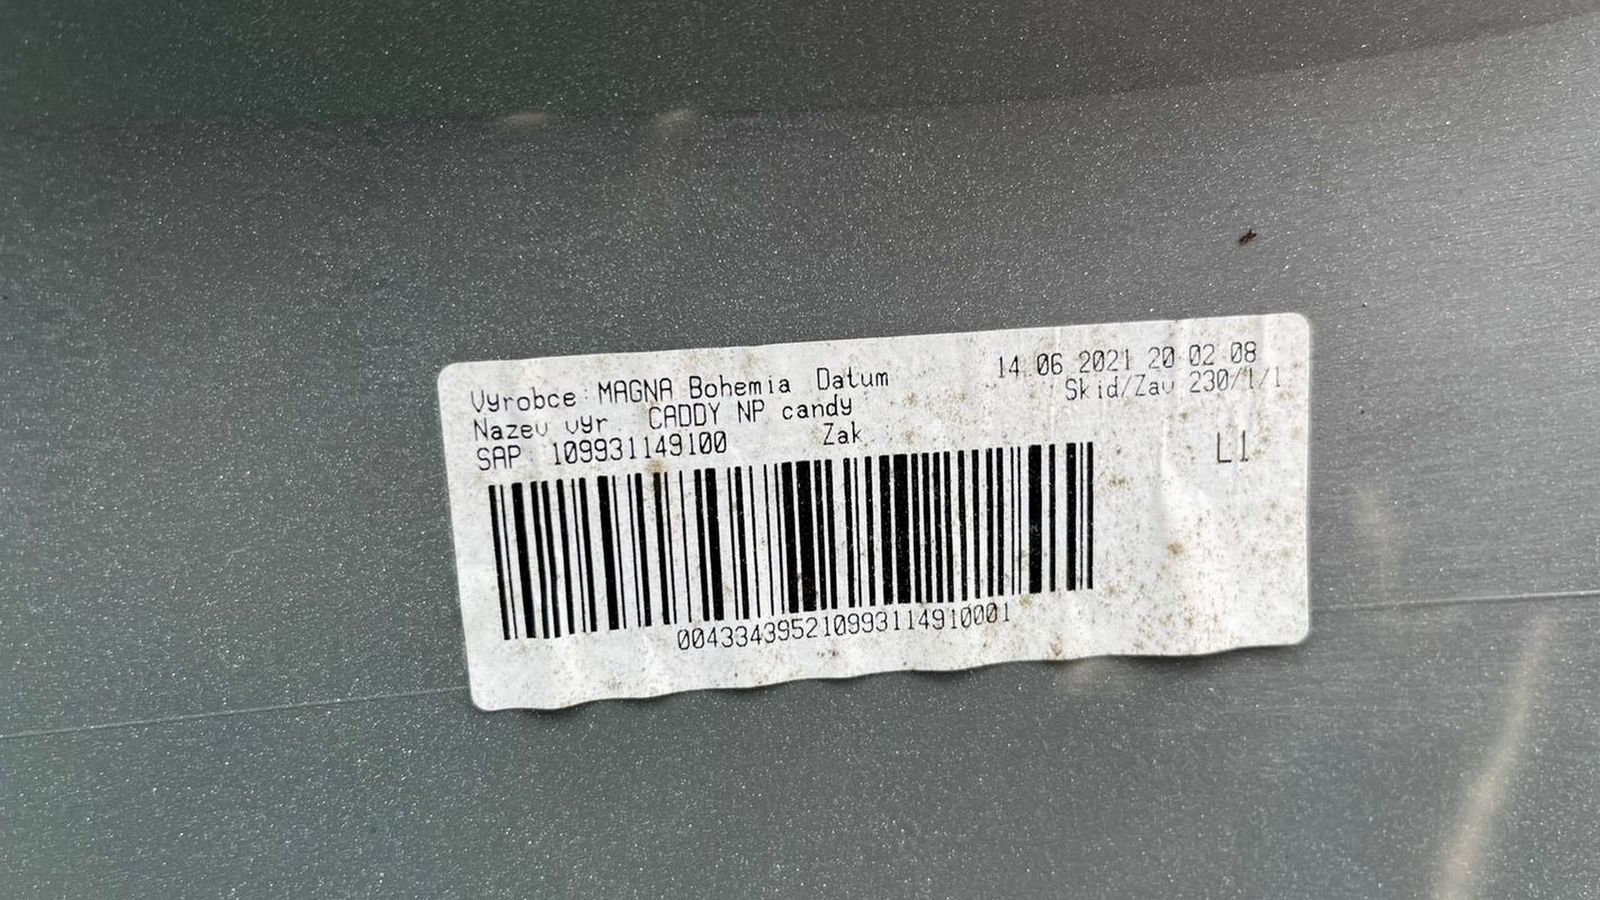 Vyrobce: MAGNA Bohemia Datum 14.06.2021 20:02:08
Nazev vyr. CADDY NP candy Skid/Zav 230/1/1
SAP 109931149100 Zak L1
004334395210993114910001